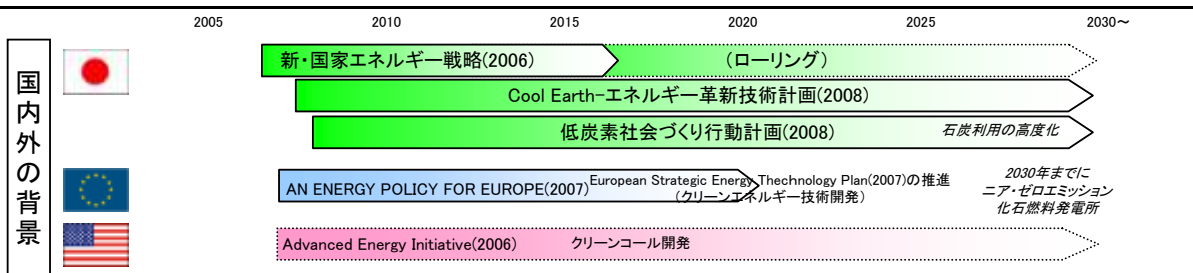 2005 2010 2015 2020 2025 2030～
国内外の背景
新・国家エネルギー戦略(2006) （ローリング）
Cool Earth-エネルギー革新技術計画(2008)
低炭素社会づくり行動計画(2008) 石炭利用の高度化
AN ENERGY POLICY FOR EUROPE(2007)
European Strategic Energy Thechnology Plan(2007)の推進
（クリーンエネルギー技術開発）
2030年までに
ニア・ゼロエミッション
化石燃料発電所
Advanced Energy Initiative(2006) クリーンコール開発